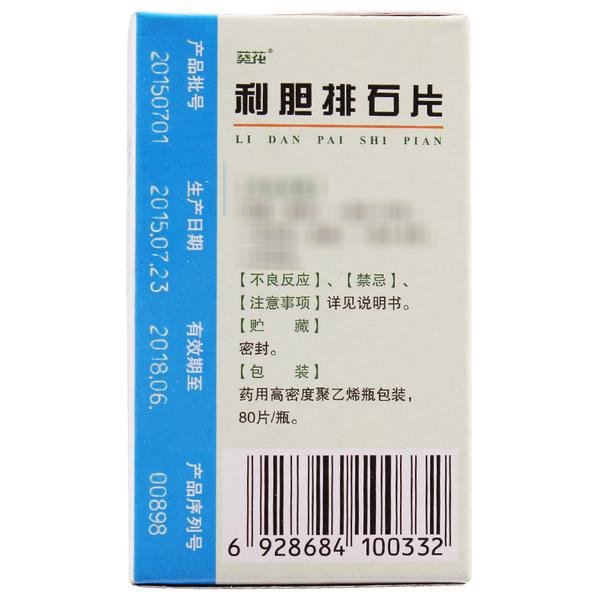 葵花®
利胆排石片
LI DAN PAI SHI PIAN
【不良反应】、【禁忌】、
【注意事项】详见说明书。
【贮 藏】
密封。
【包 装】
药用高密度聚乙烯瓶包装，
80片/瓶。
6 928684 100332
产品批号
20150701
生产日期
2015.07.23
有效期至
2018.06.
产品序列号
00898